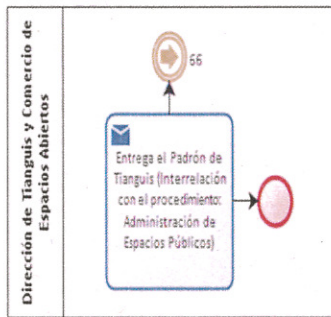 Dirección de Tianguis y Comercio de
Espacios Abiertos
66
Entrega el Padrón de
Tianguis (Interrelación
con el procedimiento:
Administración de
Espacios Públicos)